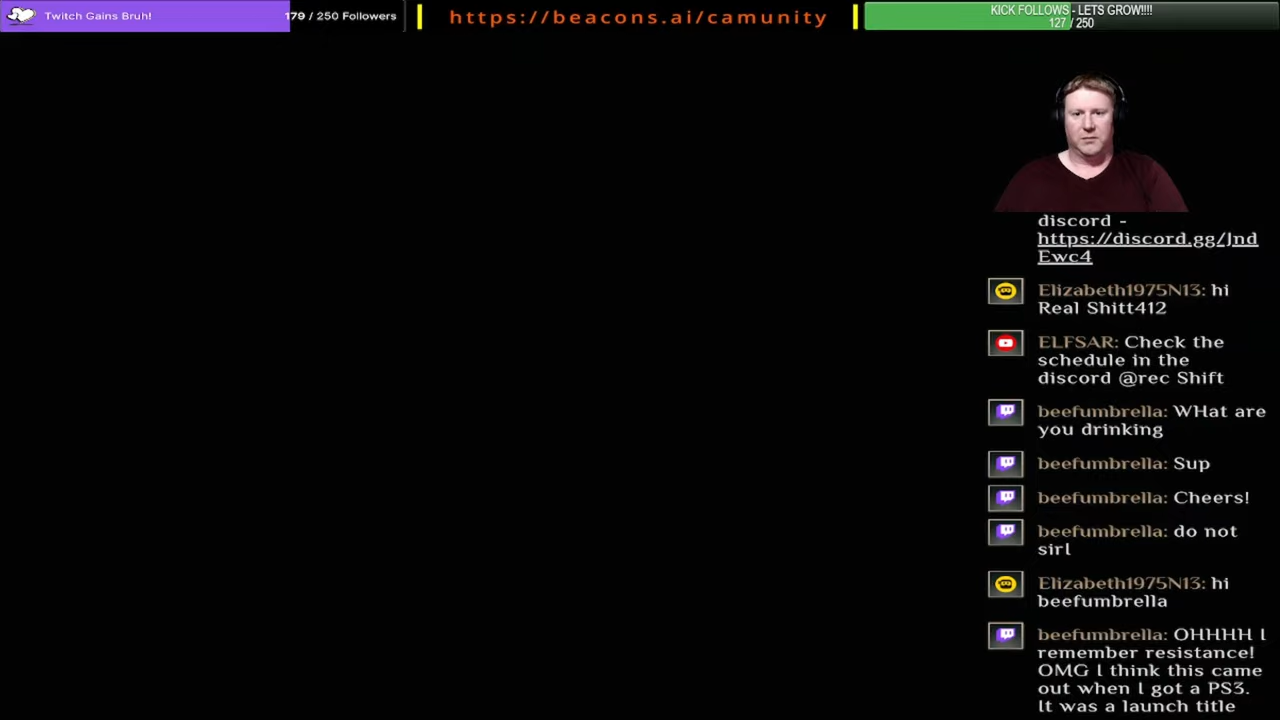 Twitch Gains Bruh!
179 / 250 Followers
https://beacons.ai/camunity
KICK FOLLOWS - LETS GROW!!!!
127 / 250
discord -
https://discord.gg/Jnd
Ewc4
Elizabeth1975N13: hi
Real Shitt412
ELFSAR: Check the
schedule in the
discord @rec Shift
beefumbrella: WHat are
you drinking
beefumbrella: Sup
beefumbrella: Cheers!
beefumbrella: do not
sirl
Elizabeth1975N13: hi
beefumbrella
beefumbrella: OHHHH I
remember resistance!
OMG I think this came
out when I got a PS3.
It was a launch title